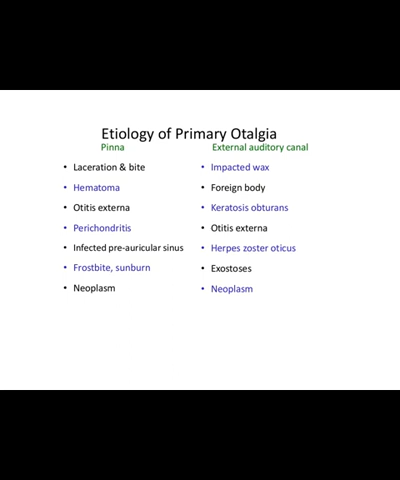 Etiology of Primary Otalgia
Pinna
• Laceration & bite
• Hematoma
• Otitis externa
• Perichondritis
• Infected pre-auricular sinus
• Frostbite, sunburn
• Neoplasm
External auditory canal
• Impacted wax
• Foreign body
• Keratosis obturans
• Otitis externa
• Herpes zoster oticus
• Exostoses
• Neoplasm